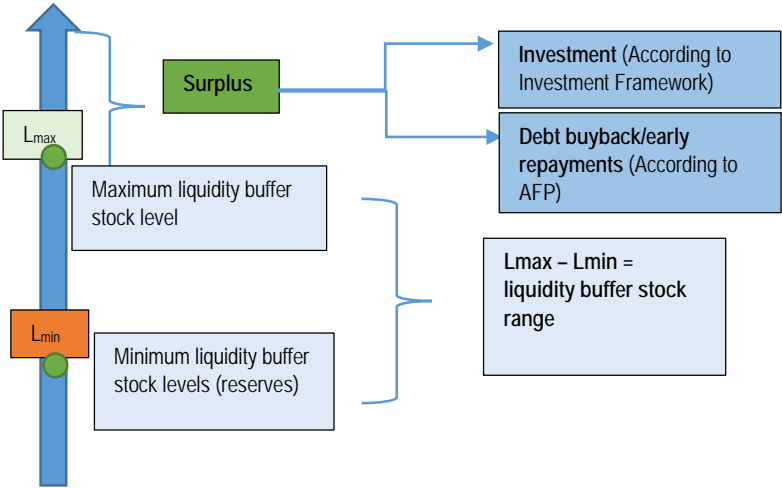 Surplus
Investment (According to
Investment Framework)
Lmax
Debt buyback/early
repayments (According to
AFP)
Maximum liquidity buffer
stock level
Lmax – Lmin =
liquidity buffer stock
range
Lmin
Minimum liquidity buffer
stock levels (reserves)